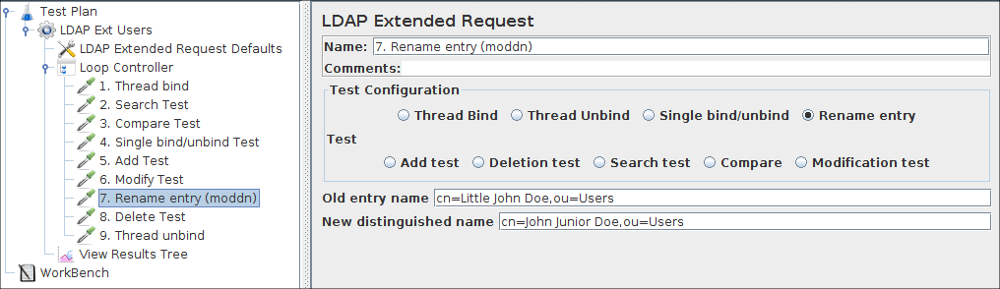 Test Plan
LDAP Ext Users
LDAP Extended Request Defaults
Loop Controller
1. Thread bind
2. Search Test
3. Compare Test
4. Single bind/unbind Test
5. Add Test
6. Modify Test
7. Rename entry (moddn)
8. Delete Test
9. Thread unbind
View Results Tree
WorkBench
LDAP Extended Request
Name: 7. Rename entry (moddn)
Comments:
Test Configuration
Thread Bind Thread Unbind Single bind/unbind Rename entry
Test
Add test Deletion test Search test Compare Modification test
Old entry name cn=Little John Doe,ou=Users
New distinguished name cn=John Junior Doe,ou=Users